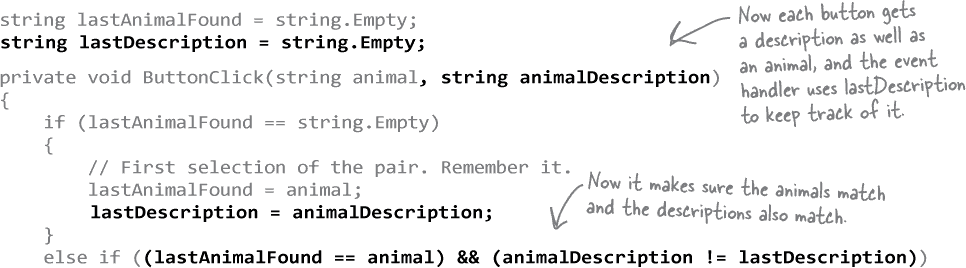 string lastAnimalFound = string.Empty;
string lastDescription = string.Empty;
private void ButtonClick(string animal, string animalDescription)
{
    if (lastAnimalFound == string.Empty)
    {
        // First selection of the pair. Remember it.
        lastAnimalFound = animal;
        lastDescription = animalDescription;
    }
    else if ((lastAnimalFound == animal) && (animalDescription != lastDescription))
Now each button gets
a description as well as
an animal, and the event
handler uses lastDescription
to keep track of it.
Now it makes sure the animals match
and the descriptions also match.